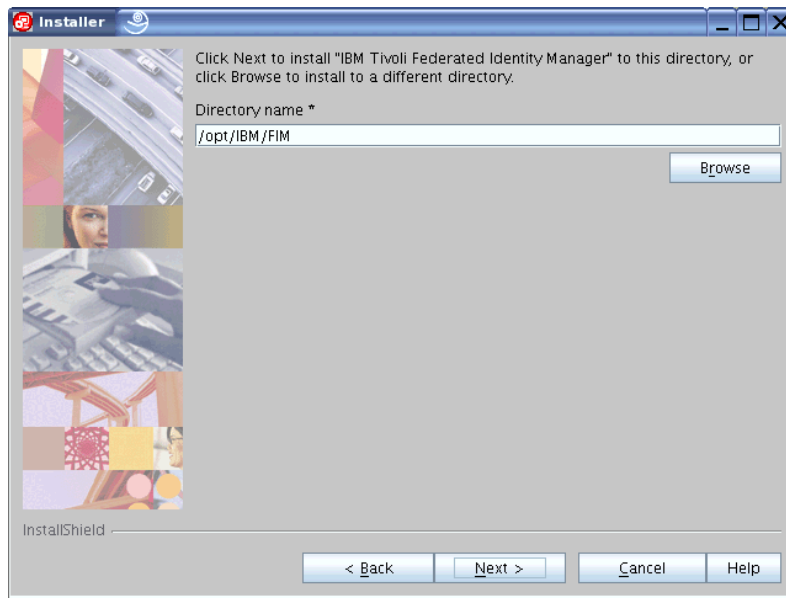 Installer
Click Next to install "IBM Tivoli Federated Identity Manager" to this directory, or
click Browse to install to a different directory.
Directory name *
/opt/IBM/FIM
Browse
InstallShield
< Back
Next >
Cancel
Help